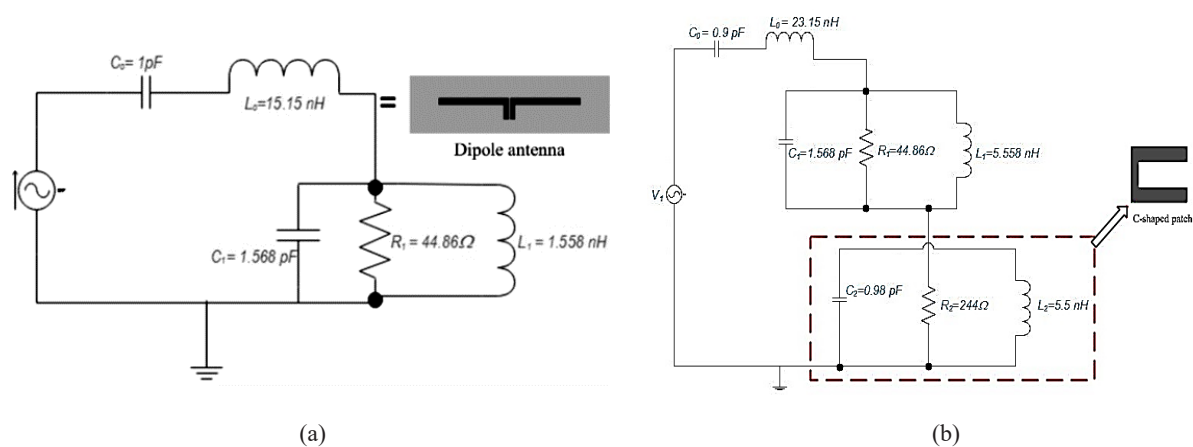 C₀= 1pF
L₀=15.15 nH
=
Dipole antenna
C₁= 1.568 pF
R₁ = 44.86Ω
L₁ = 1.558 nH
(a)
C₀= 0.9 pF
L₀= 23.15 nH
C₁=1.568 pF
R₁=44.86Ω
L₁=5.558 nH
V₁
C-shaped patch
C₂=0.98 pF
R₂=244Ω
L₂=5.5 nH
(b)